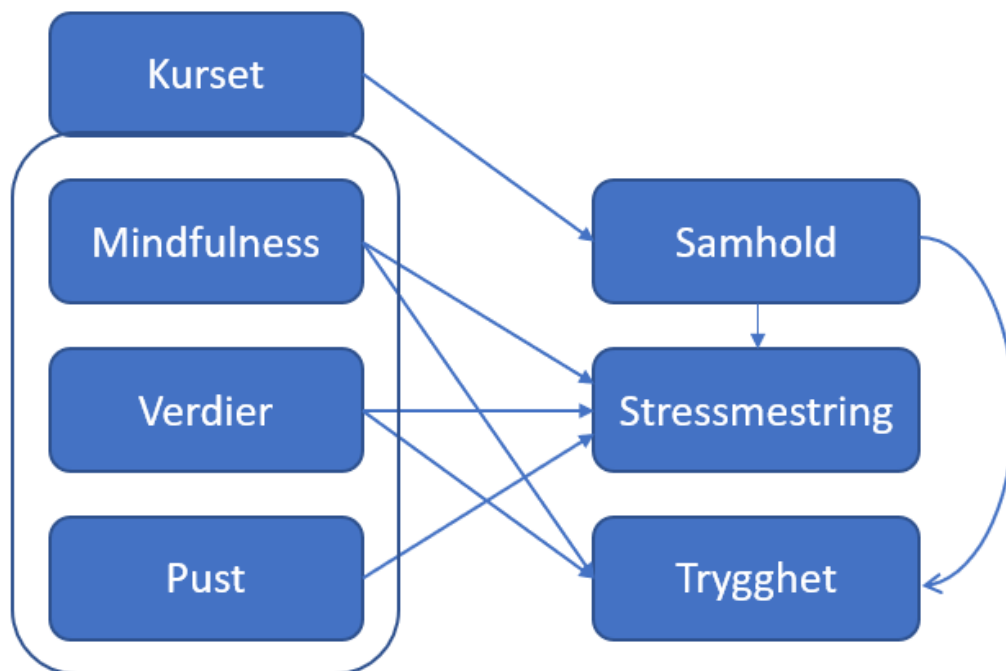 Kurset
Mindfulness
Verdier
Pust
Samhold
Stressmestring
Trygghet